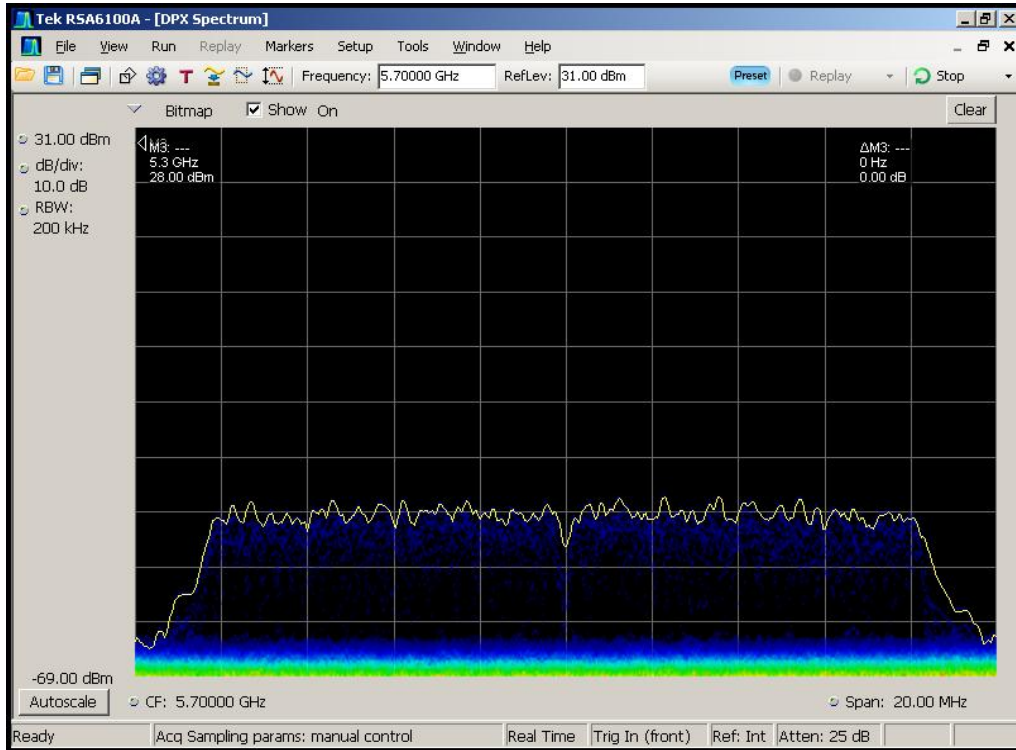 Tek RSA6100A - [DPX Spectrum]
File View Run Replay Markers Setup Tools Window Help
Frequency: 5.70000 GHz RefLev: 31.00 dBm Preset Replay Stop
Bitmap Show On Clear
31.00 dBm
dB/div:
10.0 dB
RBW:
200 kHz
M3: ---
5.3 GHz
28.00 dBm
ΔM3: ---
0 Hz
0.00 dB
-69.00 dBm
Autoscale CF: 5.70000 GHz Span: 20.00 MHz
Ready Acq Sampling params: manual control Real Time Trig In (front) Ref: Int Atten: 25 dB